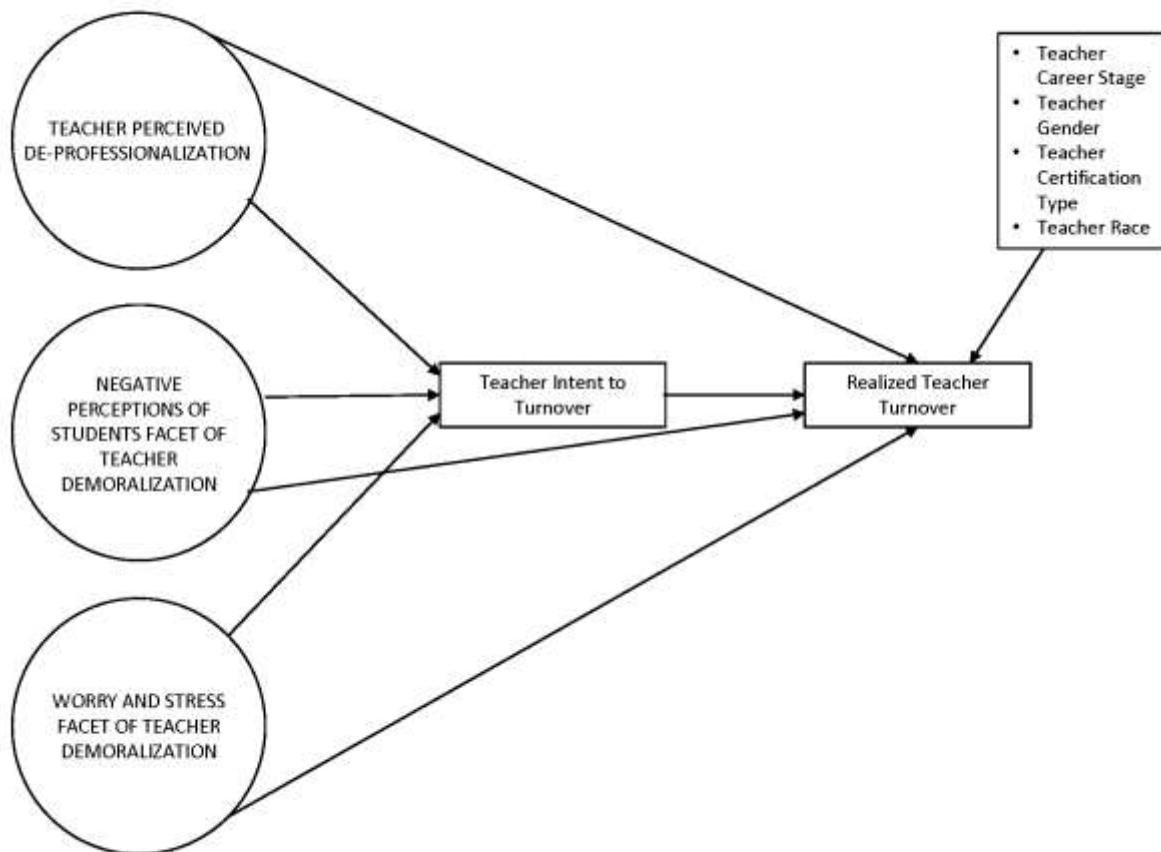 TEACHER PERCEIVED
DE-PROFESSIONALIZATION
• Teacher
Career Stage
• Teacher
Gender
• Teacher
Certification
Type
• Teacher Race
NEGATIVE
PERCEPTIONS OF
STUDENTS FACET OF
TEACHER
DEMORALIZATION
Teacher Intent to
Turnover
Realized Teacher
Turnover
WORRY AND STRESS
FACET OF TEACHER
DEMORALIZATION